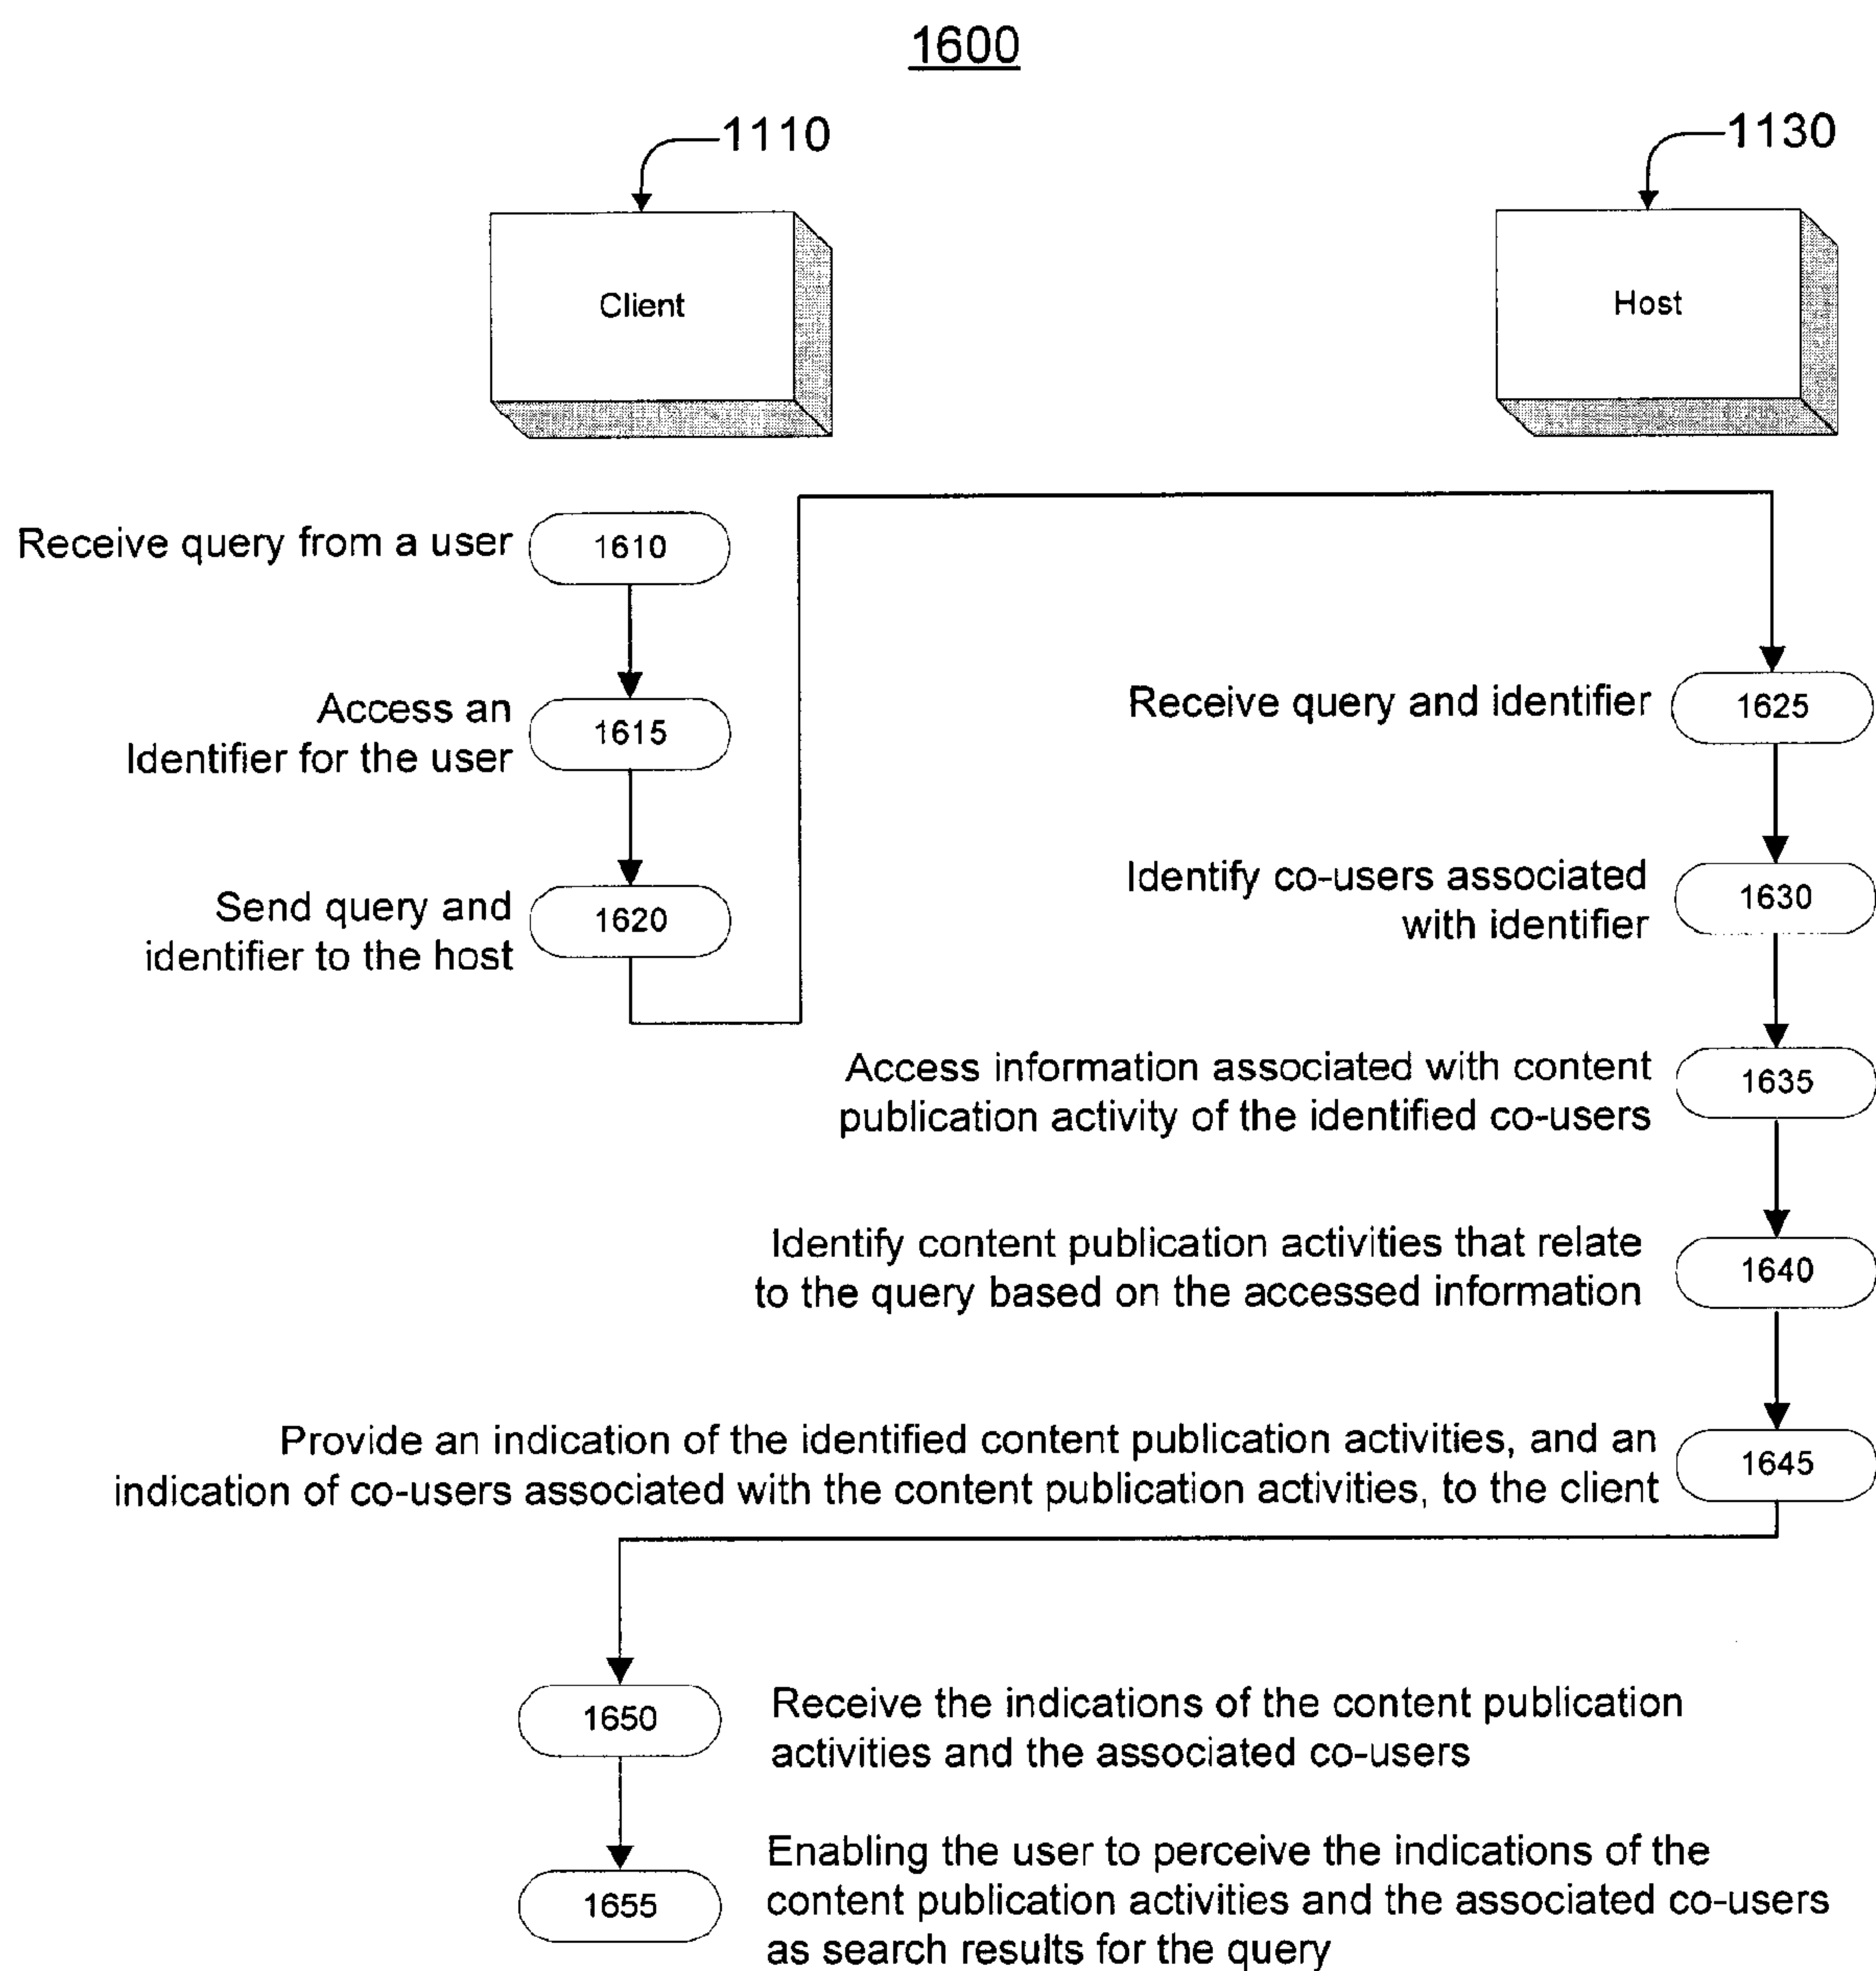 1600
1110
1130
Client
Host
Receive query from a user
1610
Access an
Identifier for the user
1615
Send query and
identifier to the host
1620
Receive query and identifier
1625
Identify co-users associated
with identifier
1630
Access information associated with content
publication activity of the identified co-users
1635
Identify content publication activities that relate
to the query based on the accessed information
1640
Provide an indication of the identified content publication activities, and an
indication of co-users associated with the content publication activities, to the client
1645
1650
Receive the indications of the content publication
activities and the associated co-users
1655
Enabling the user to perceive the indications of the
content publication activities and the associated co-users
as search results for the query